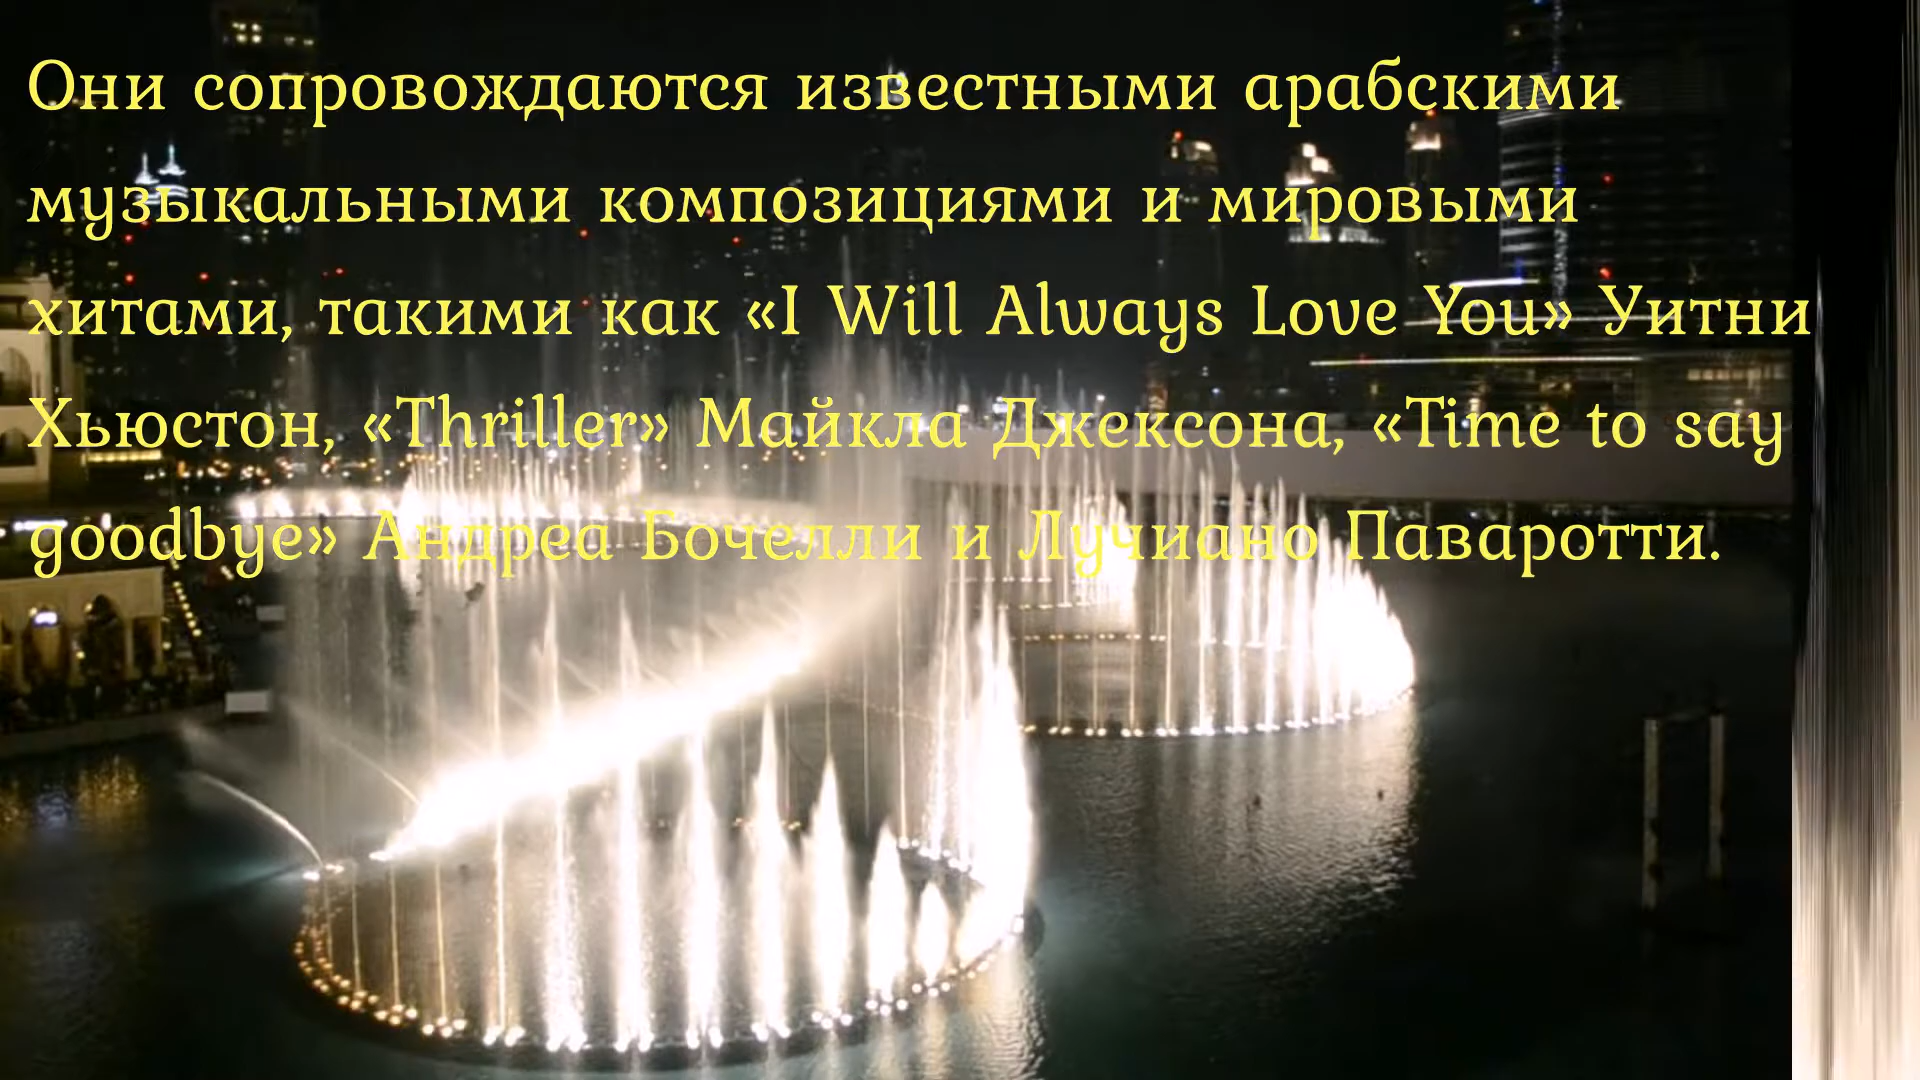 Они сопровождаются известными арабскими
музыкальными композициями и мировыми
хитами, такими как «I Will Always Love You» Уитни
Хьюстон, «Thriller» Майкла Джексона, «Time to say
goodbye» Андреа Бочелли и Лучиано Паваротти.